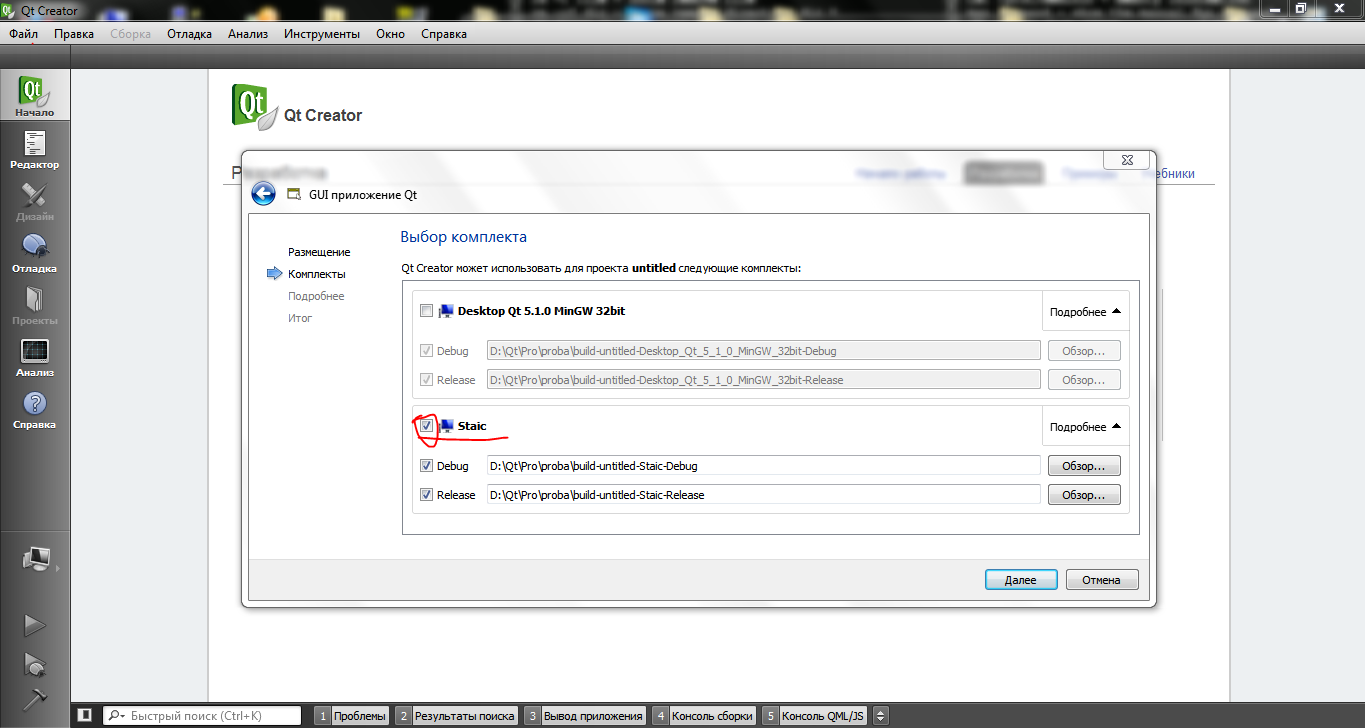 Qt Creator
Файл Правка Сборка Отладка Анализ Инструменты Окно Справка
Qt Qt Creator
Начало
Редактор
Дизайн
Отладка
Проекты
Анализ
Справка
Разработка
Начало работы Примеры ебники
GUI приложение Qt
Размещение
Комплекты
Подробнее
Итог
Выбор комплекта
Qt Creator может использовать для проекта untitled следующие комплекты:
Desktop Qt 5.1.0 MinGW 32bit Подробнее
Debug D:\Qt\Pro\proba\build-untitled-Desktop_Qt_5_1_0_MinGW_32bit-Debug Обзор...
Release D:\Qt\Pro\proba\build-untitled-Desktop_Qt_5_1_0_MinGW_32bit-Release Обзор...
Staic Подробнее
Debug D:\Qt\Pro\proba\build-untitled-Staic-Debug Обзор...
Release D:\Qt\Pro\proba\build-untitled-Staic-Release Обзор...
Далее Отмена
Быстрый поиск (Ctrl+K) 1 Проблемы 2 Результаты поиска 3 Вывод приложения 4 Консоль сборки 5 Консоль QML/JS